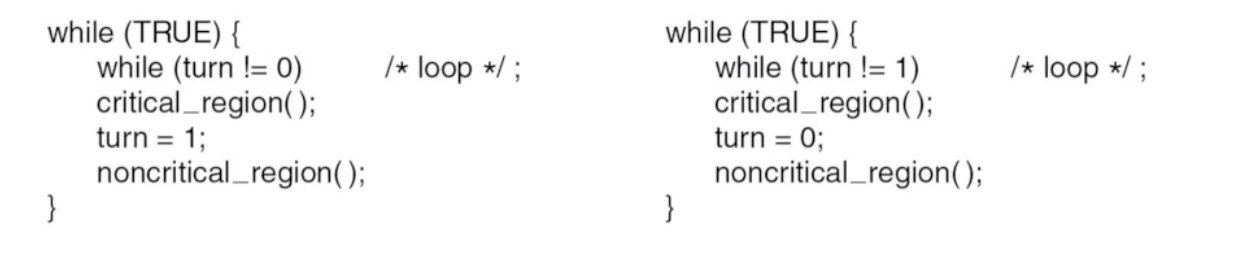 while (TRUE) {
while (turn != 0) /* loop */ ;
critical_region( );
turn = 1;
noncritical_region( );
}
while (TRUE) {
while (turn != 1) /* loop */ ;
critical_region( );
turn = 0;
noncritical_region( );
}